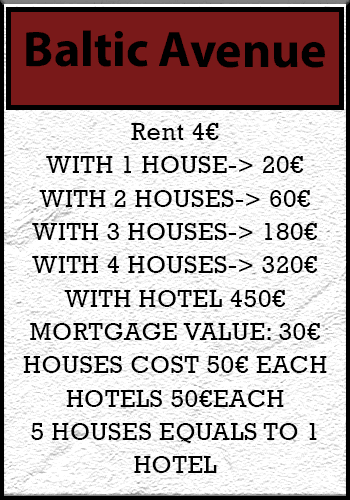 Baltic Avenue
Rent 4€
WITH 1 HOUSE-> 20€
WITH 2 HOUSES-> 60€
WITH 3 HOUSES-> 180€
WITH 4 HOUSES-> 320€
WITH HOTEL 450€
MORTGAGE VALUE: 30€
HOUSES COST 50€ EACH
HOTELS 50€EACH
5 HOUSES EQUALS TO 1
HOTEL